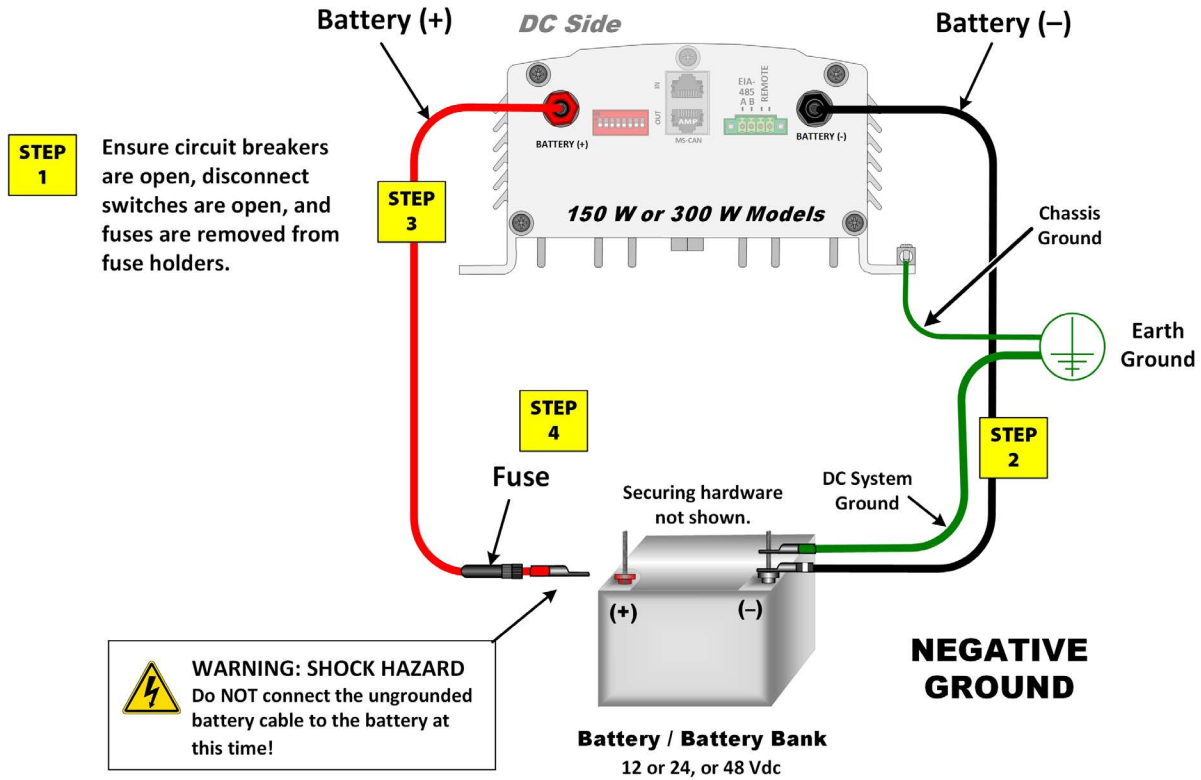 Battery (+)
DC Side
Battery (–)
STEP
1
Ensure circuit breakers
are open, disconnect
switches are open, and
fuses are removed from
fuse holders.
STEP
3
BATTERY (+)
IN
OUT
AMP
MS-CAN
EIA-
485
A B
REMOTE
BATTERY (-)
150 W or 300 W Models
Chassis
Ground
Earth
Ground
STEP
4
Fuse
STEP
2
Securing hardware
not shown.
DC System
Ground
(+)
(–)
WARNING: SHOCK HAZARD
Do NOT connect the ungrounded
battery cable to the battery at
this time!
NEGATIVE
GROUND
Battery / Battery Bank
12 or 24, or 48 Vdc